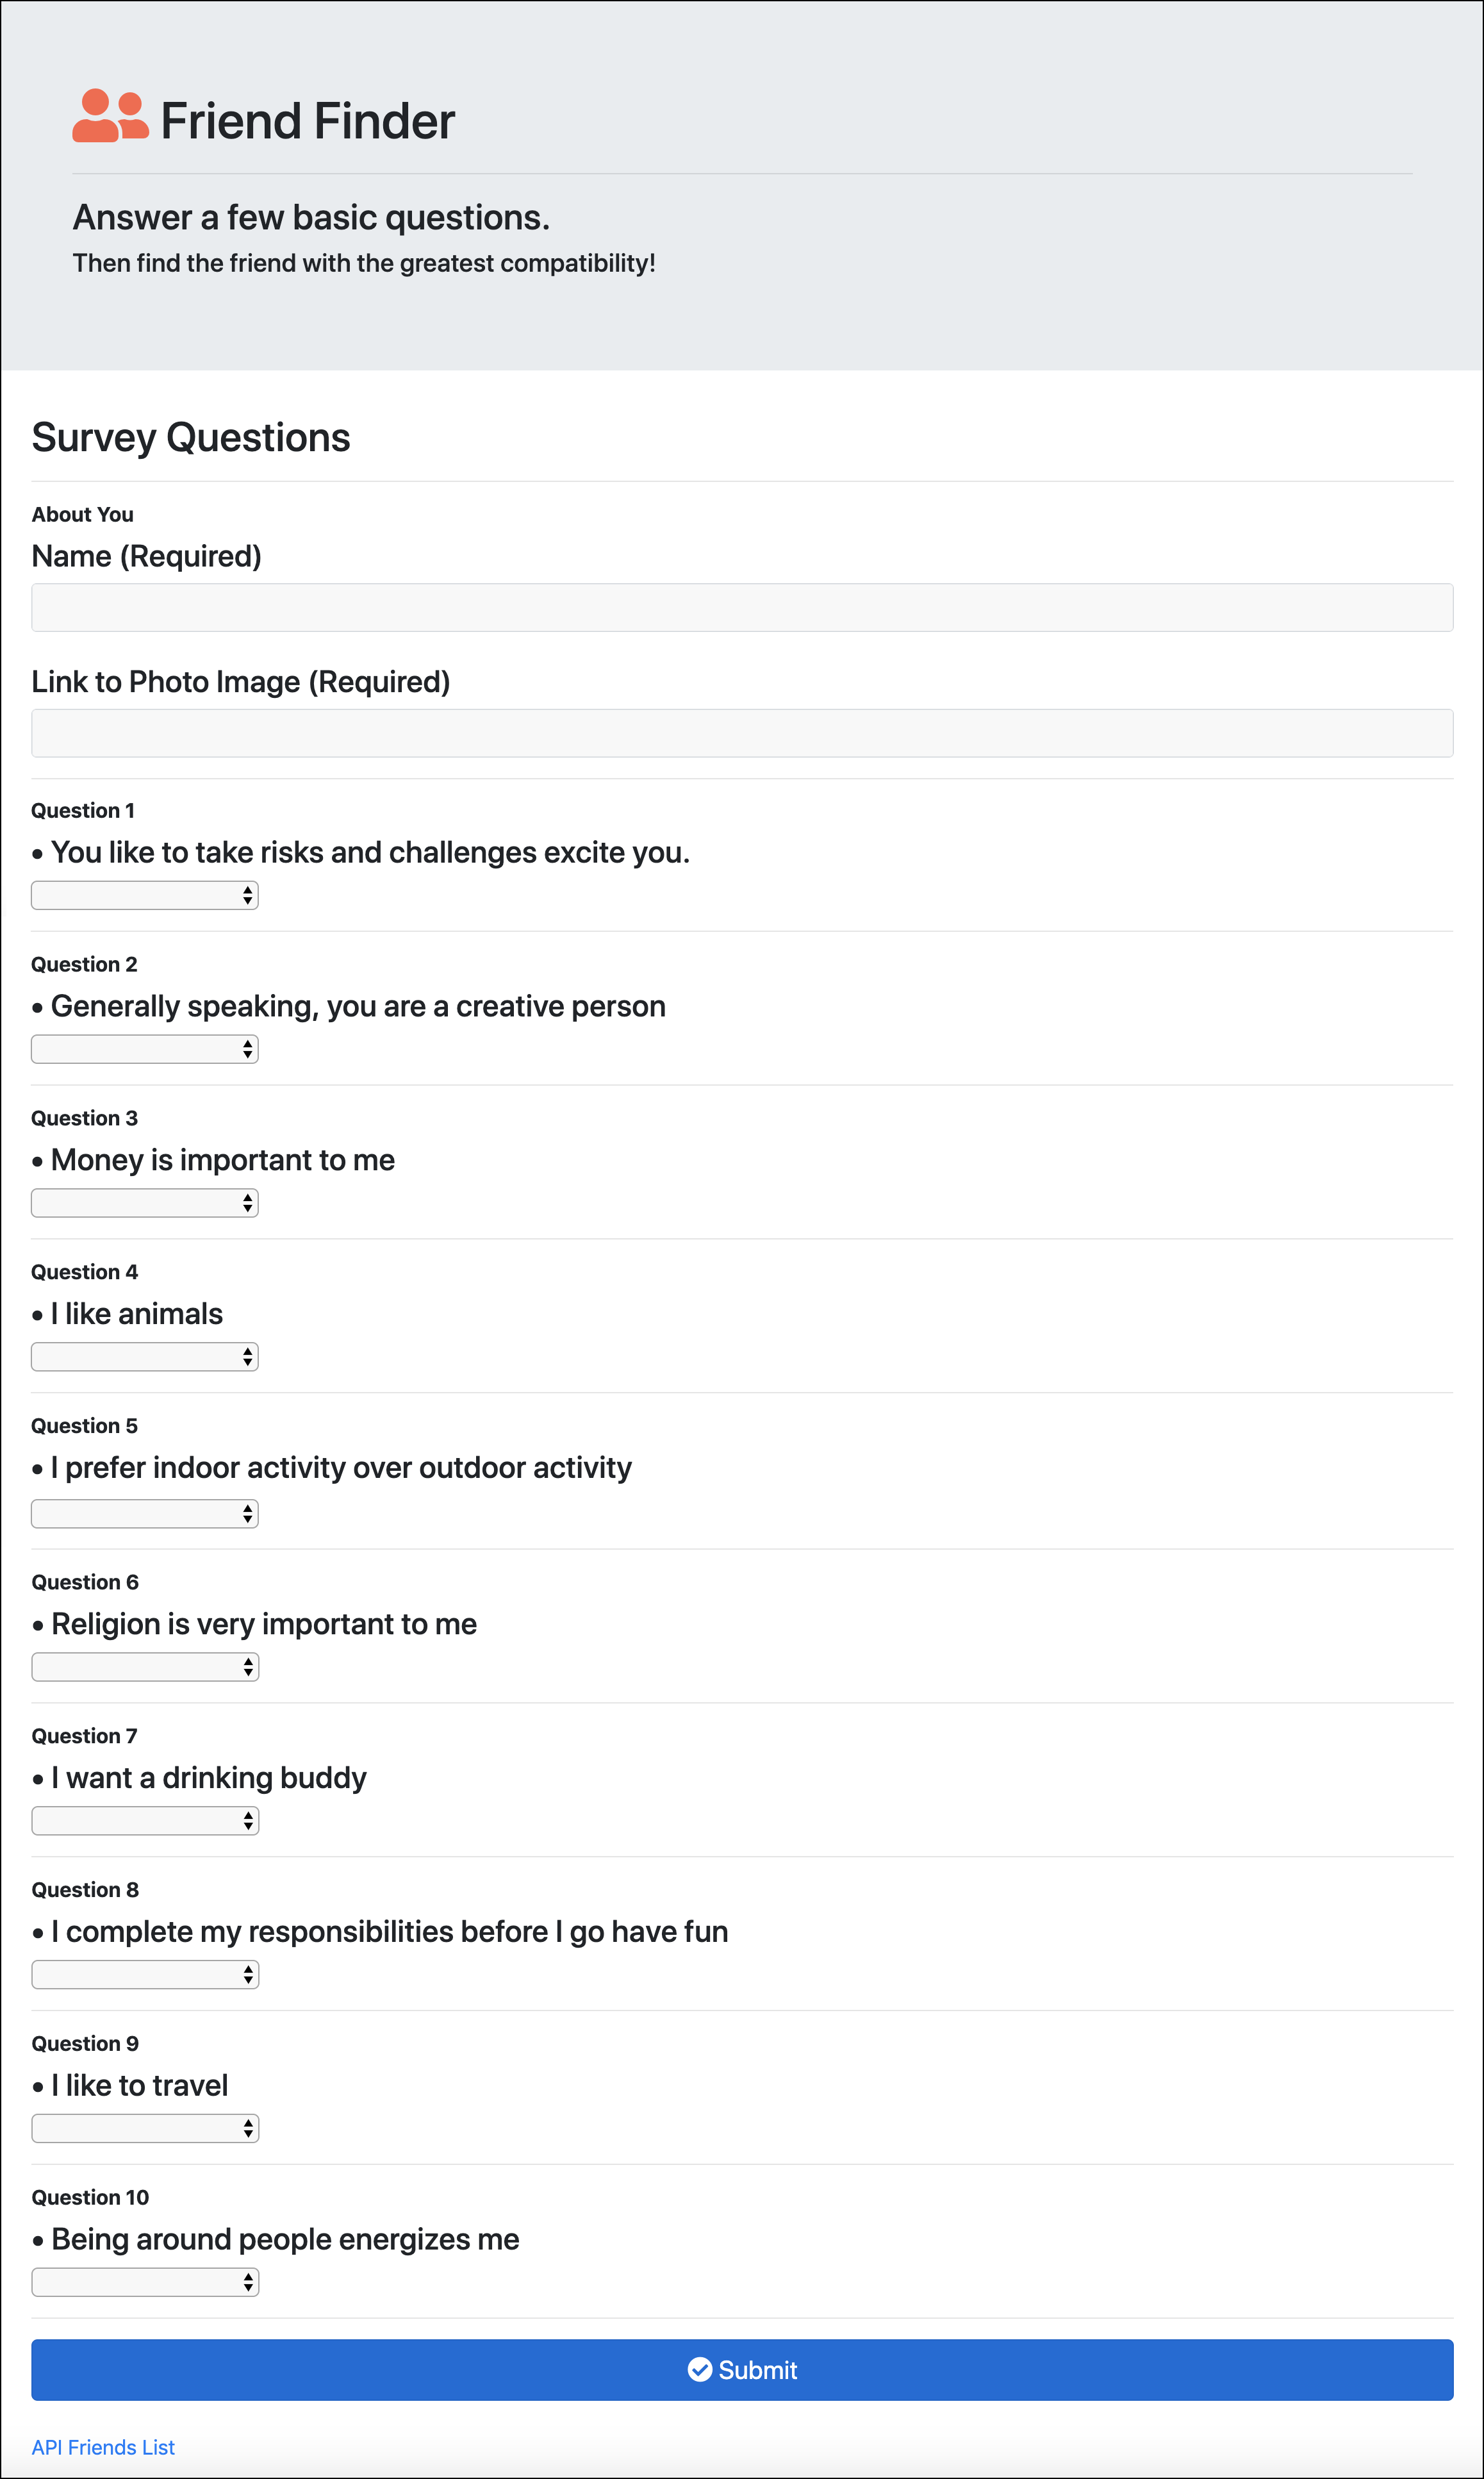 Friend Finder
Answer a few basic questions.
Then find the friend with the greatest compatibility!
Survey Questions
About You
Name (Required)
Link to Photo Image (Required)
Question 1
• You like to take risks and challenges excite you.
Question 2
• Generally speaking, you are a creative person
Question 3
• Money is important to me
Question 4
• I like animals
Question 5
• I prefer indoor activity over outdoor activity
Question 6
• Religion is very important to me
Question 7
• I want a drinking buddy
Question 8
• I complete my responsibilities before I go have fun
Question 9
• I like to travel
Question 10
• Being around people energizes me
Submit
API Friends List